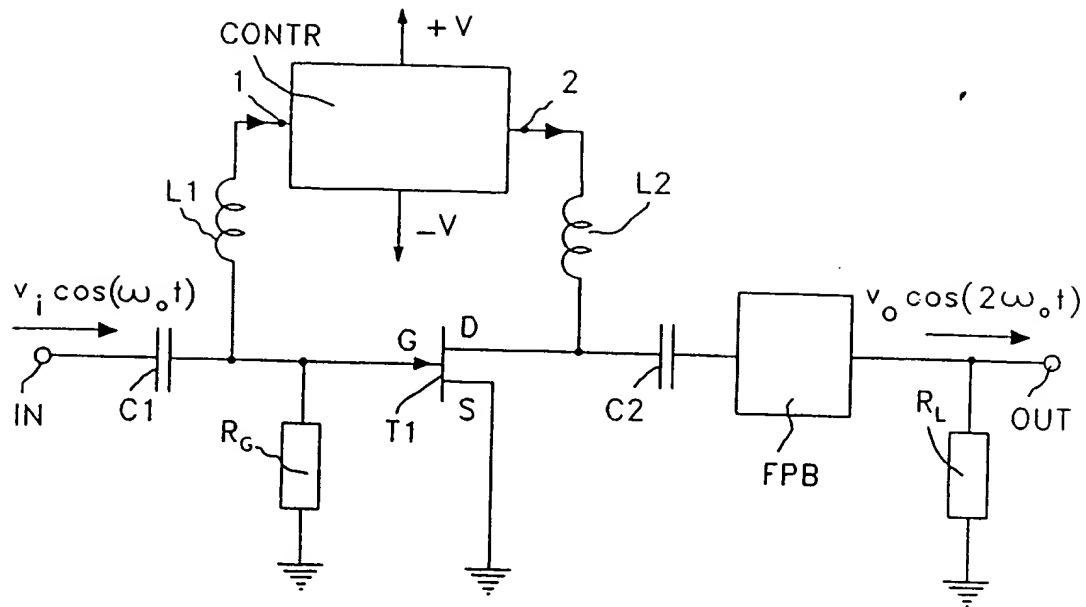 +V
CONTR
1
2
L1
L2
−V
v_i cos(ω_o t)
v_o cos(2ω_o t)
G
D
S
IN
C1
T1
C2
R_G
R_L
OUT
FPB